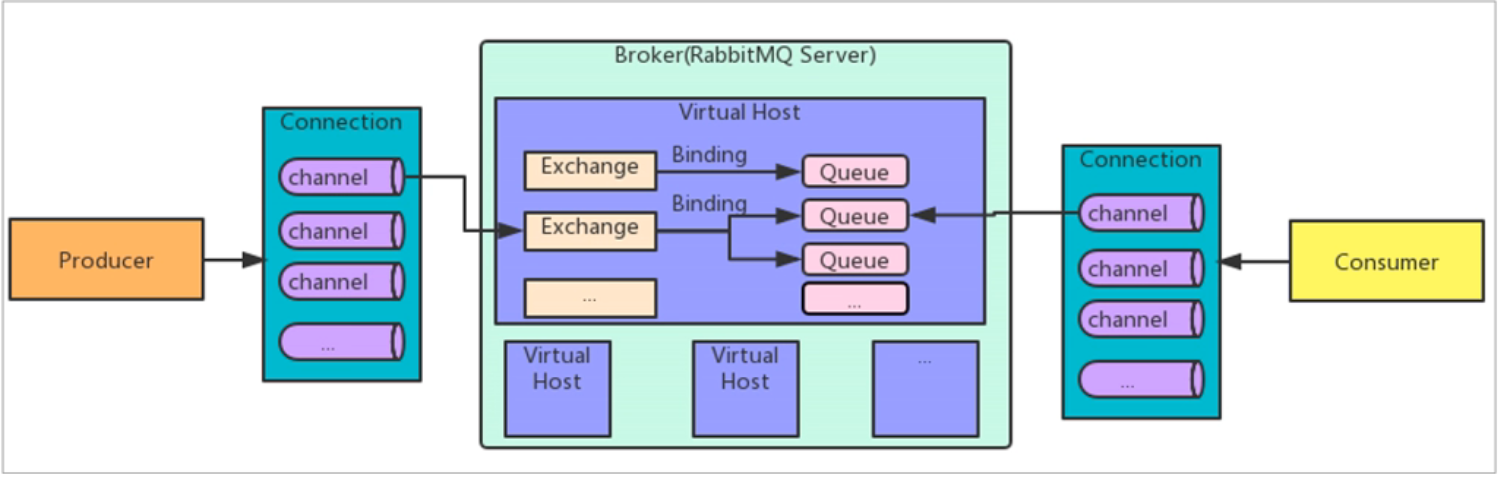 Broker(RabbitMQ Server)
Producer
Connection
channel
channel
channel
...
Virtual Host
Exchange
Binding
Queue
Exchange
Binding
Queue
Queue
...
...
Virtual
Host
Virtual
Host
...
Connection
channel
channel
channel
...
Consumer